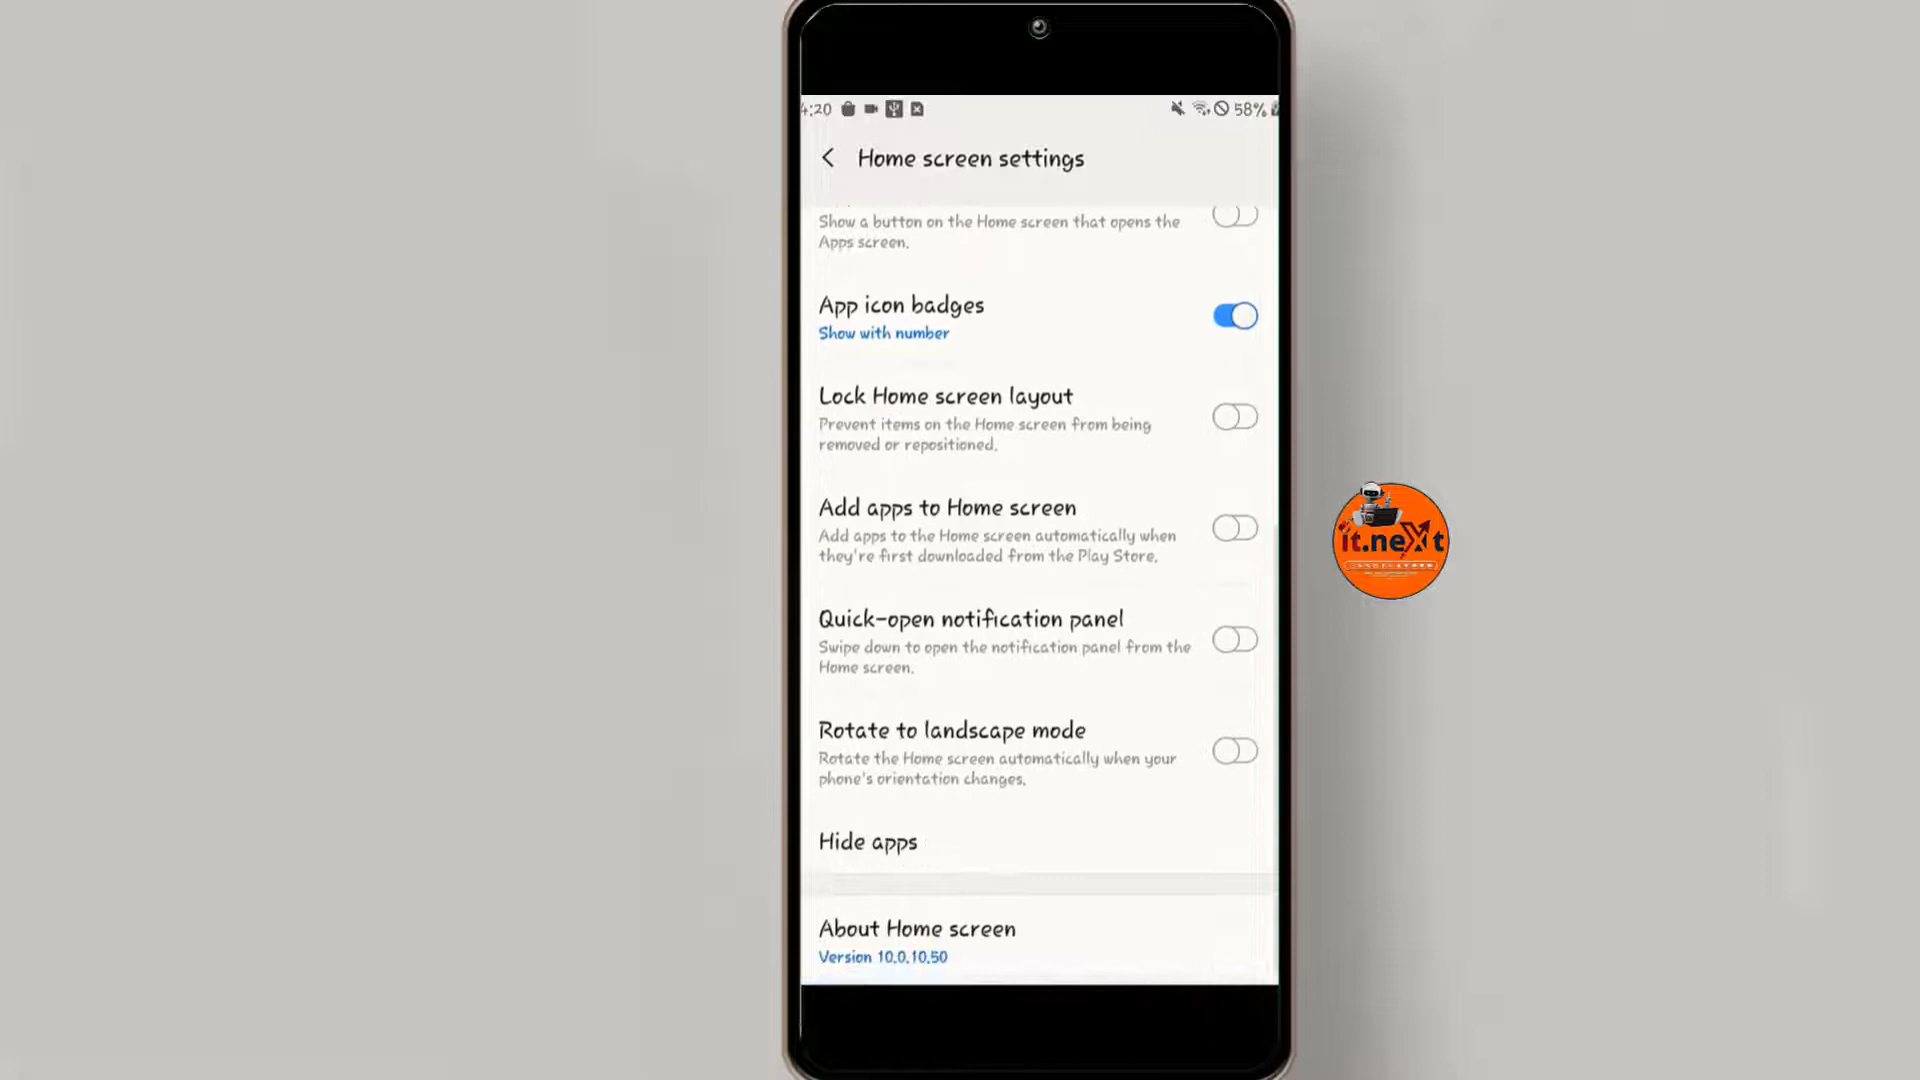 4:20
58%
Home screen settings
Show a button on the Home screen that opens the
Apps screen.
App icon badges
Show with number
Lock Home screen layout
Prevent items on the Home screen from being
removed or repositioned.
Add apps to Home screen
Add apps to the Home screen automatically when
they're first downloaded from the Play Store.
Quick-open notification panel
Swipe down to open the notification panel from the
Home screen.
Rotate to landscape mode
Rotate the Home screen automatically when your
phone's orientation changes.
Hide apps
About Home screen
Version 10.0.10.50
it.neXt